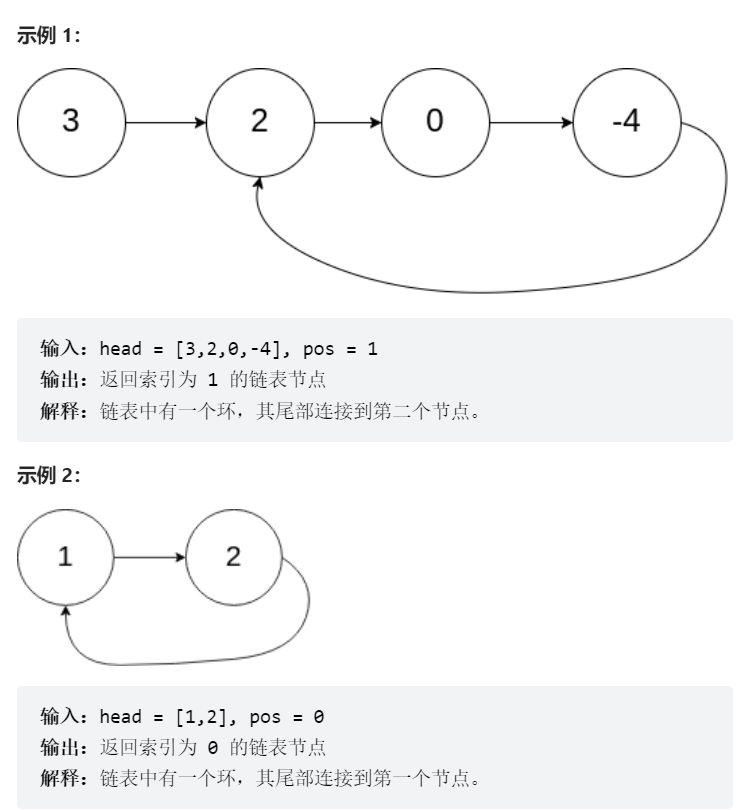 示例 1：
3 2 0 -4
输入：head = [3,2,0,-4], pos = 1
输出：返回索引为 1 的链表节点
解释：链表中有一个环，其尾部连接到第二个节点。
示例 2：
1 2
输入：head = [1,2], pos = 0
输出：返回索引为 0 的链表节点
解释：链表中有一个环，其尾部连接到第一个节点。